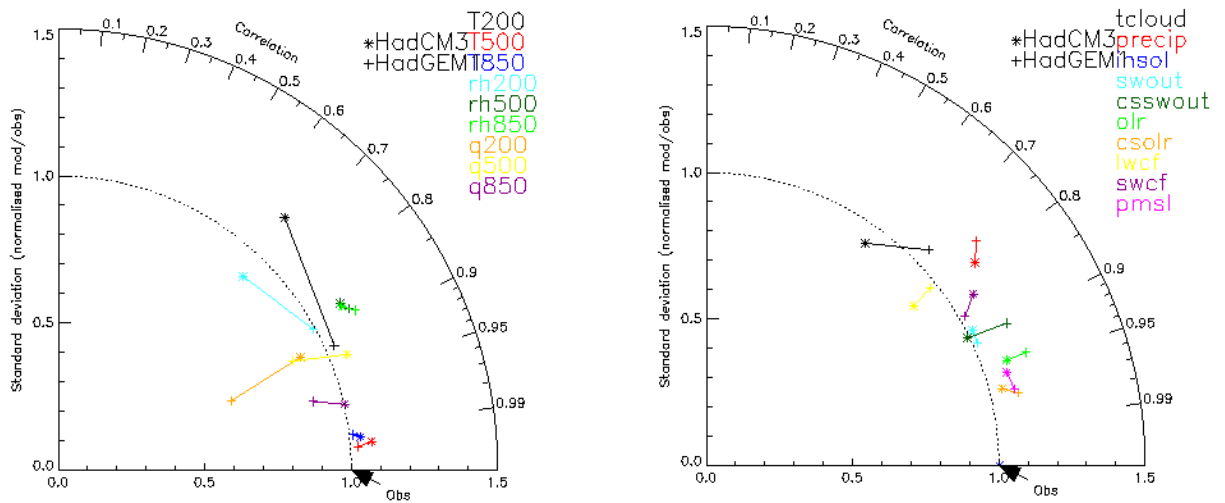 T200
*HadCM3 T500
+HadGEM1 T850
rh200
rh500
rh850
q200
q500
q850
Correlation
0.1
0.2
0.3
0.4
0.5
0.6
0.7
0.8
0.9
0.95
0.99
Standard deviation (normalised mod/obs)
1.5
1.0
0.5
0.0
0.0
0.5
1.0
1.5
Obs
tcloud
*HadCM3 precip
+HadGEM1 insol
swout
csswout
olr
csolr
lwcf
swcf
pmsl
Correlation
0.1
0.2
0.3
0.4
0.5
0.6
0.7
0.8
0.9
0.95
0.99
Standard deviation (normalised mod/obs)
1.5
1.0
0.5
0.0
0.0
0.5
1.0
1.5
Obs